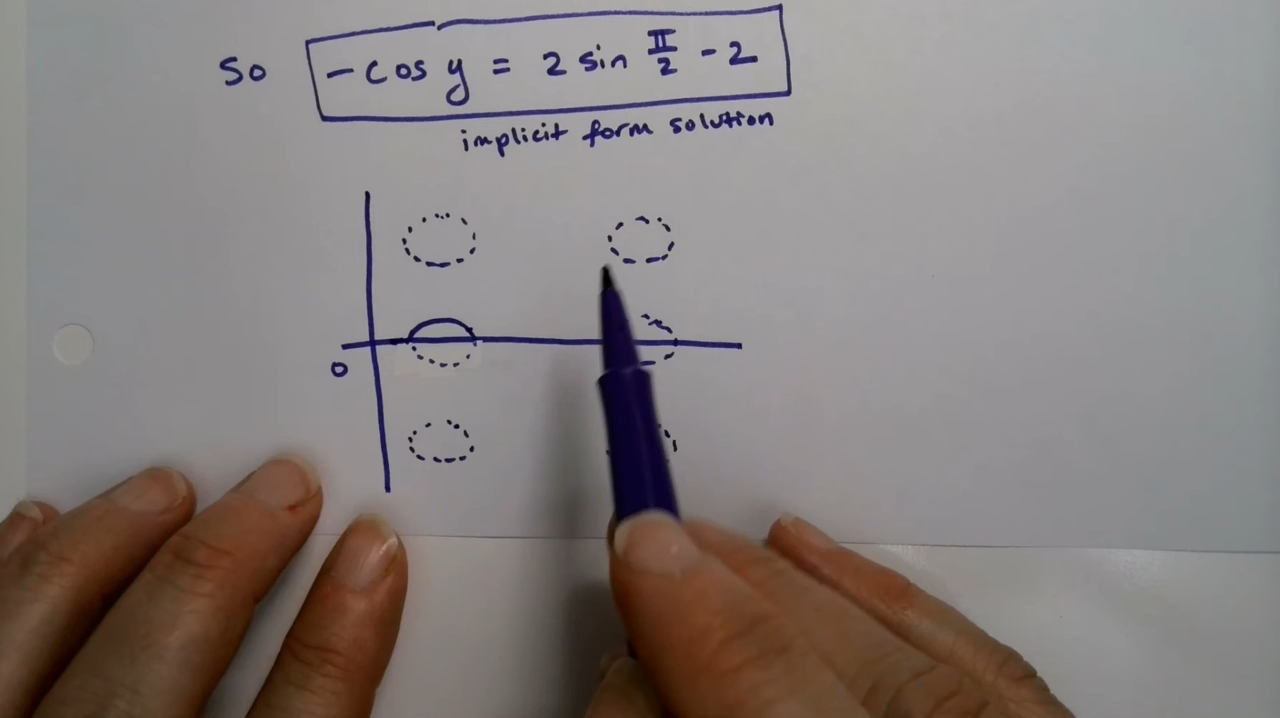 So -cos y = 2 sin π/2 - 2
implicit form solution
0